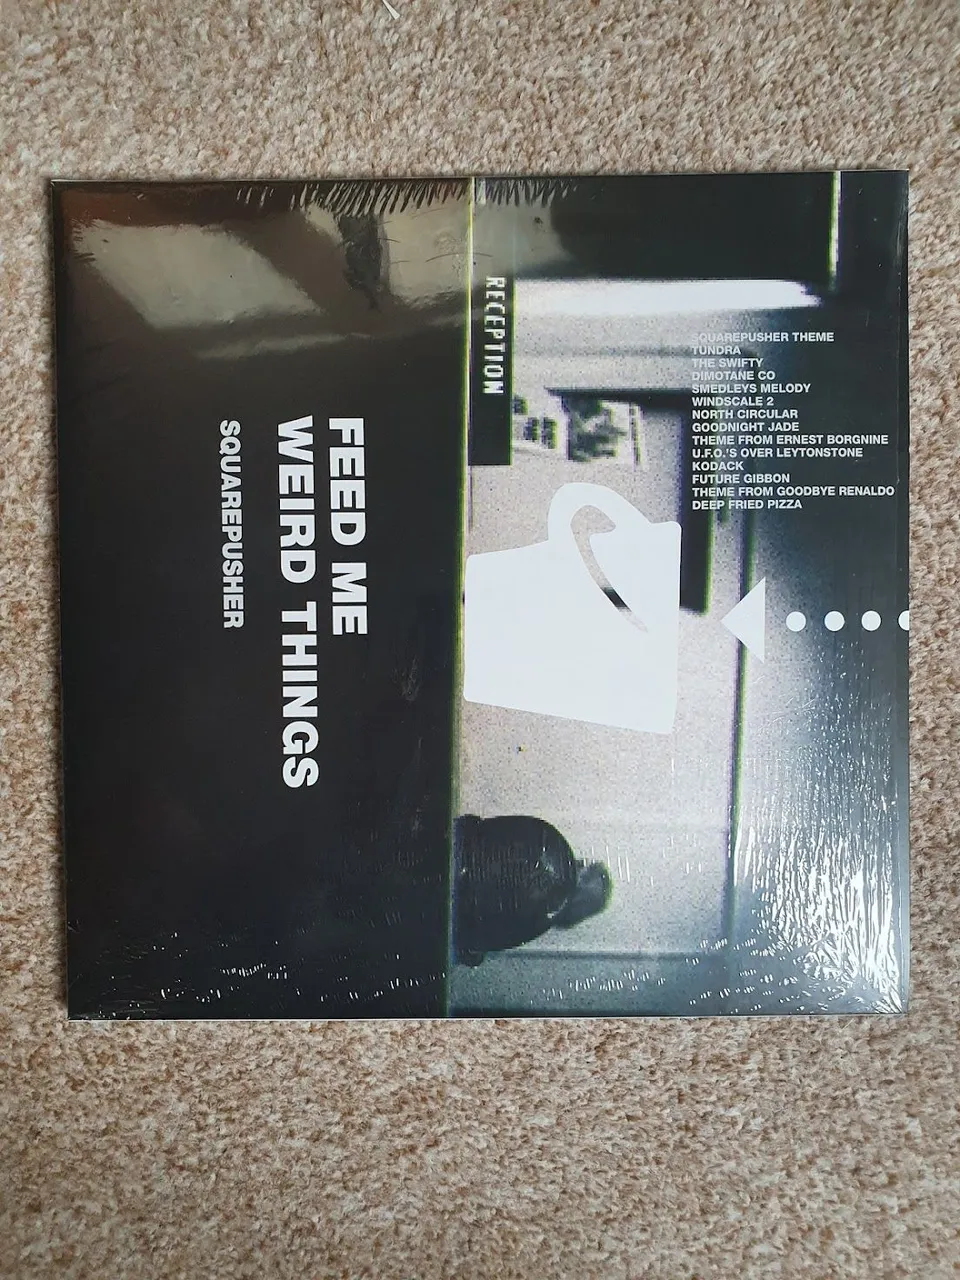 FEED ME
WEIRD THINGS
SQUAREPUSHER
RECEPTION
SQUAREPUSHER THEME
TUNDRA
THE SWIFTY
DIMOTANE CO
SMEDLEYS MELODY
WINDSCALE 2
NORTH CIRCULAR
GOODNIGHT JADE
THEME FROM ERNEST BORGNINE
U.F.O.'S OVER LEYTONSTONE
KODACK
FUTURE GIBBON
THEME FROM GOODBYE RENALDO
DEEP FRIED PIZZA